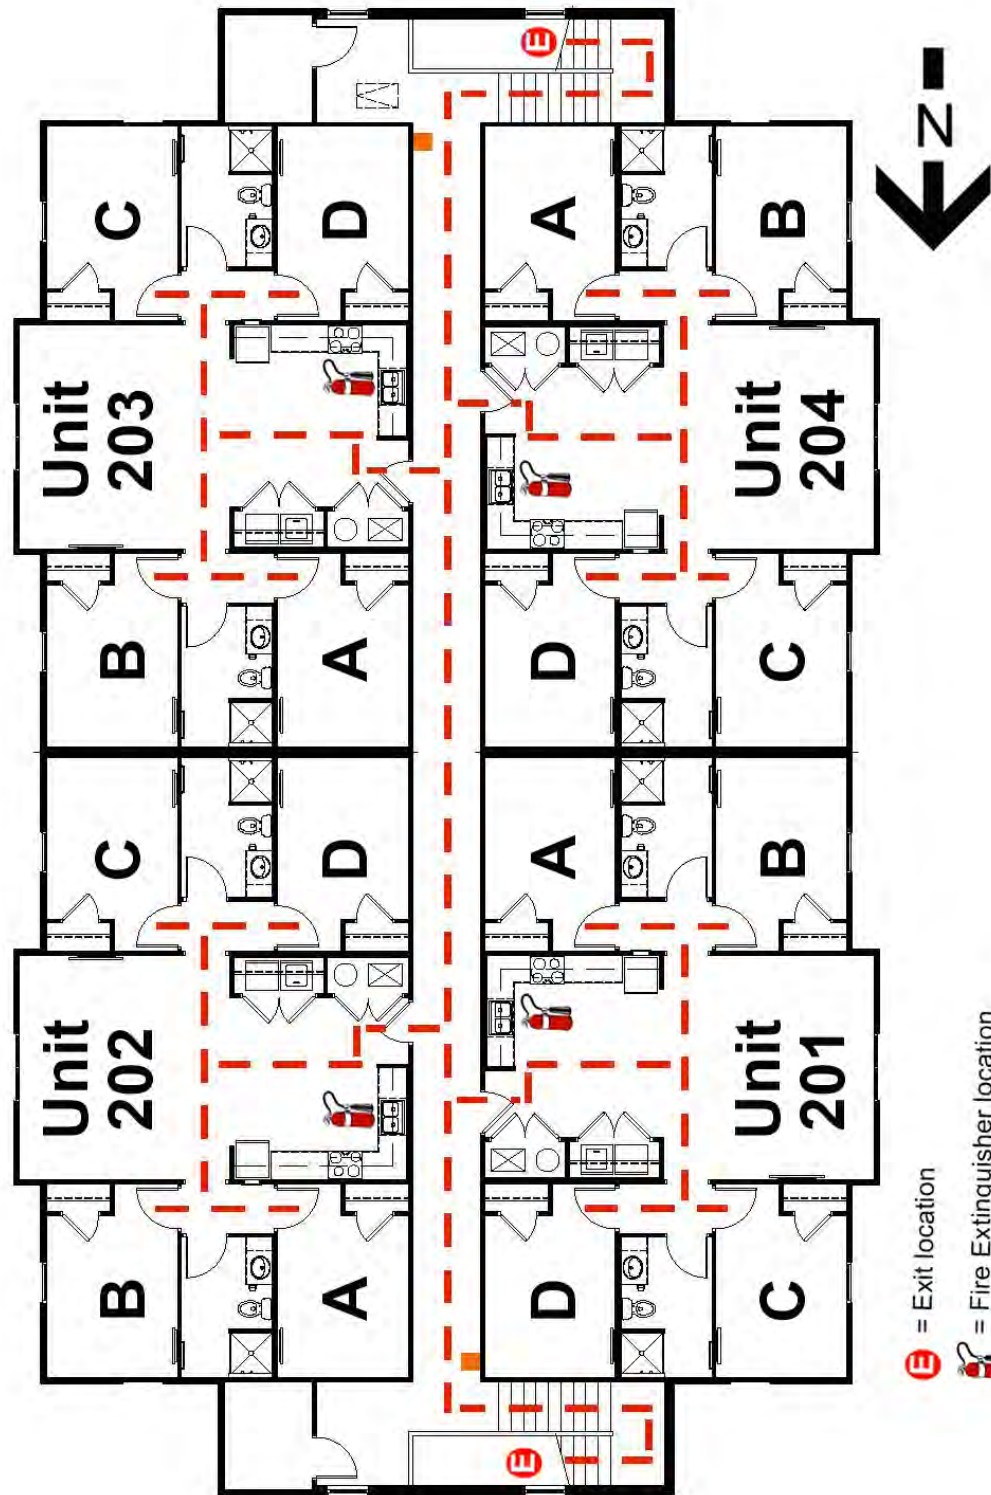 Unit
202
Unit
203
B
C
B
C
A
D
A
D
E
E
D
A
D
A
Unit
201
Unit
204
C
B
C
B
N
E = Exit location
= Fire Extinguisher location